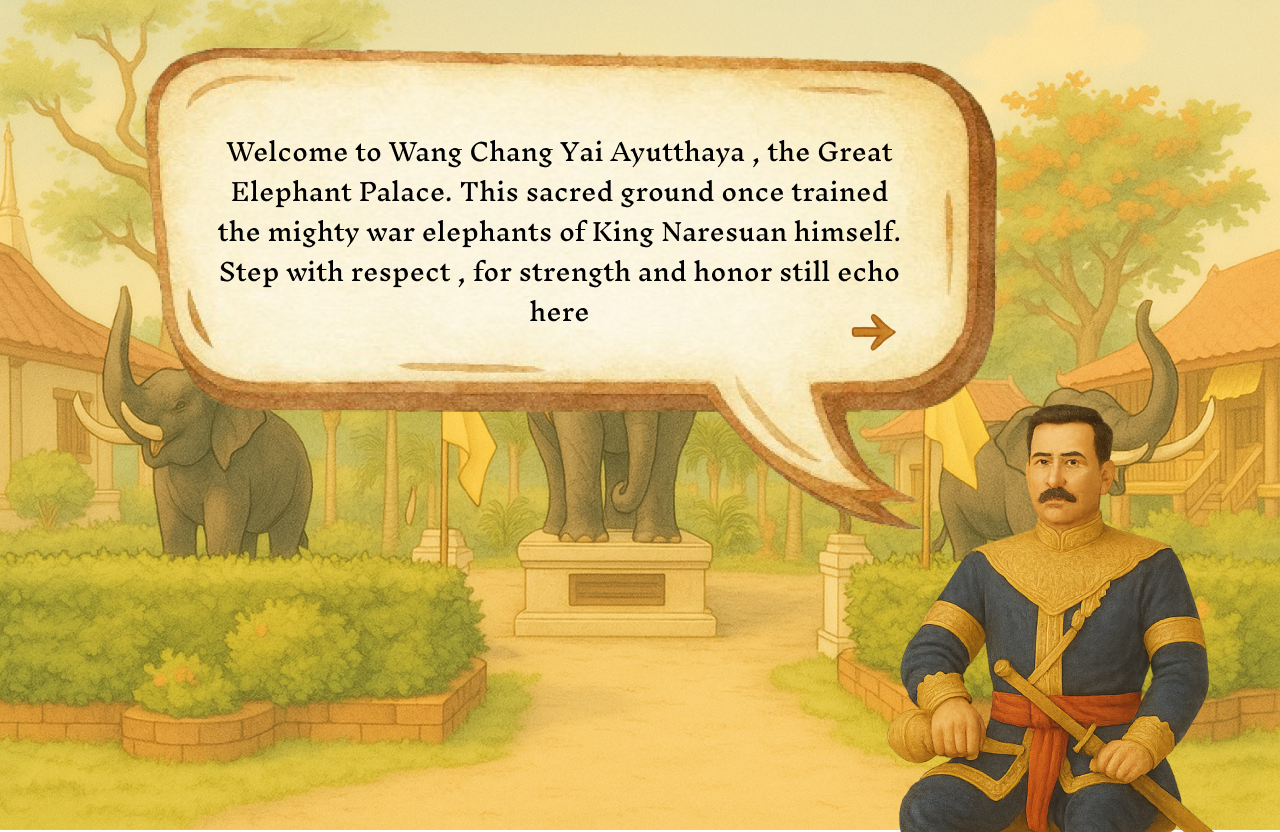 Welcome to Wang Chang Yai Ayutthaya , the Great
Elephant Palace. This sacred ground once trained
the mighty war elephants of King Naresuan himself.
Step with respect , for strength and honor still echo
here